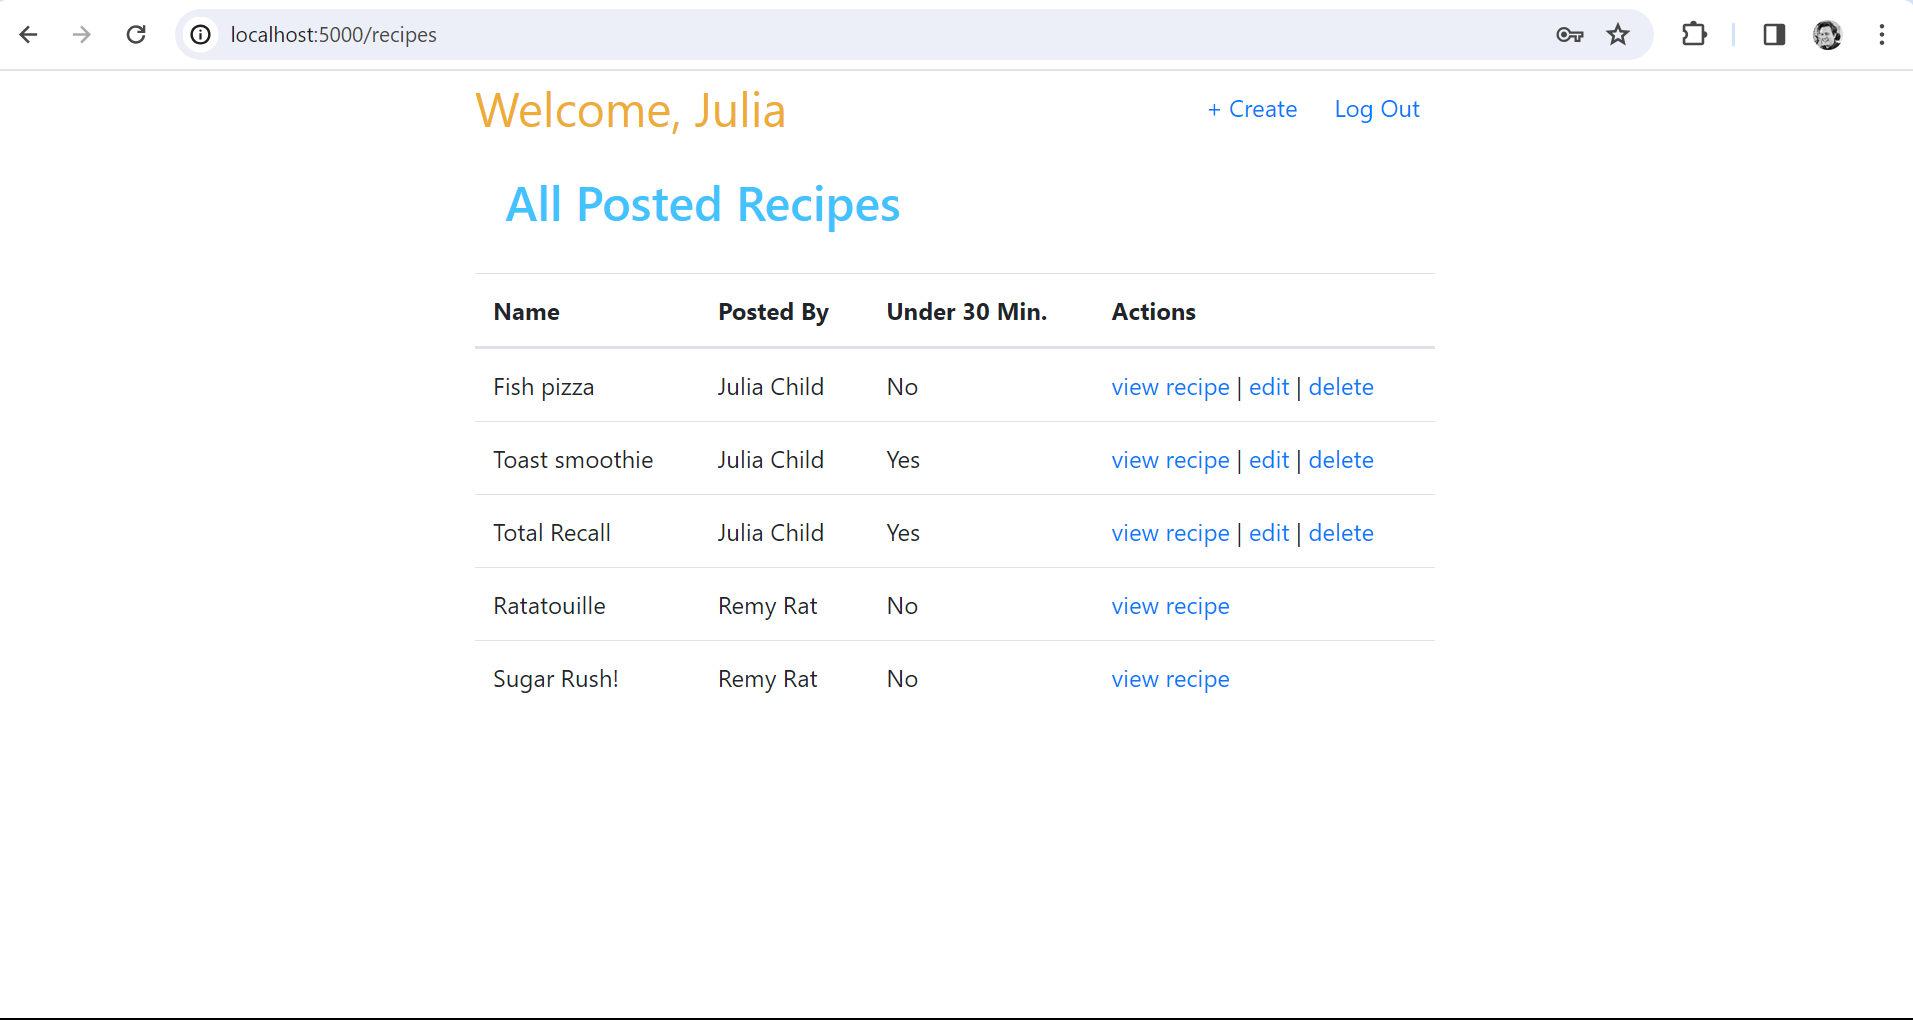 localhost:5000/recipes
Welcome, Julia + Create Log Out
All Posted Recipes
Name Posted By Under 30 Min. Actions
Fish pizza Julia Child No view recipe | edit | delete
Toast smoothie Julia Child Yes view recipe | edit | delete
Total Recall Julia Child Yes view recipe | edit | delete
Ratatouille Remy Rat No view recipe
Sugar Rush! Remy Rat No view recipe